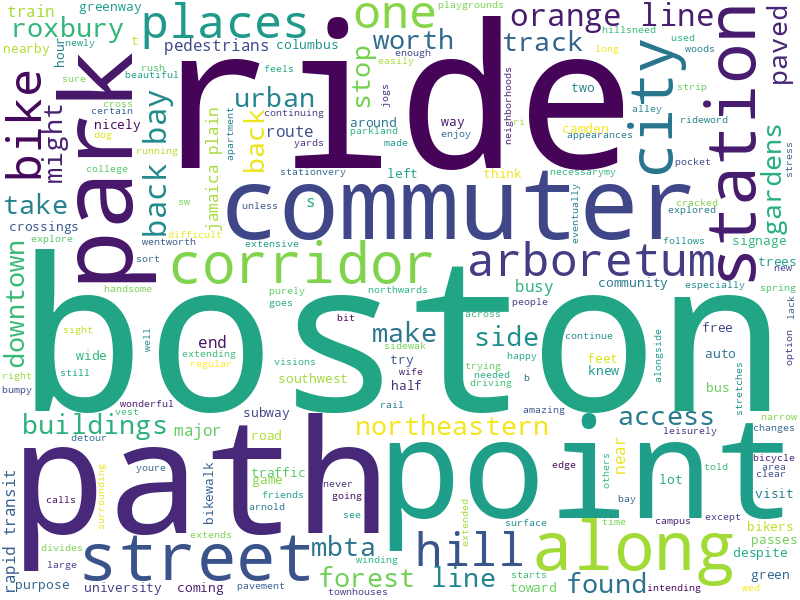 train
greenway
places
one
playgrounds
orange line
roxbury
nearby
newly
t
hour
pedestrians
columbus
worth
track
hillsneed
used
woods
paved
rush
feels
enough
long
sure
beautiful
ride
stop
easily
city
strip
bike
might
park
certain
cross
nicely
dog
back bay
urban
back
continuing
jogs
way
neighborhoods
two
alley
station
running
route
yards
apartment
around
parkland
made
enjoy
ri
camden
appearances
rideword
pocket
stress
gardens
college
jamaica plain
stationvery
left
think
necessarymy
take
s
commuter
eventually
cracked
explored
crossings
sw
unless
follows
signage
explore
wentworth
difficult
extensive
sort
arboretum
trees
downtown
corridor
handsome
purely
goes
northwards
busy
community
people
especially
spring
new
lack
boston
sight
end
bit
across
make
side
continue
free
option
wide
extending
visions
sidewak
happy
try
knew
feet
auto
well
still
regular
southwest
wife
trying
needed
driving
half
b
alongside
bus
stretches
right
bumpy
wonderful
rail
amazing
narrow
vest
buildings
major
subway
northeastern
access
changes
detour
road
leisurely
path
point
youre
bikewalk
traffic
game
never
going
edge
others
near
told
bicycle
area
clear
lot
visit
calls
surrounding
friends
arnold
see
extended
surface
bay
time
campus
except
bikers
passes
rapid transit
divides
extends
street
mbta
winding
hill
along
despite
large
purpose
university
pavement
coming
townhouses
forest
line
starts
toward
found
intending
wed
green